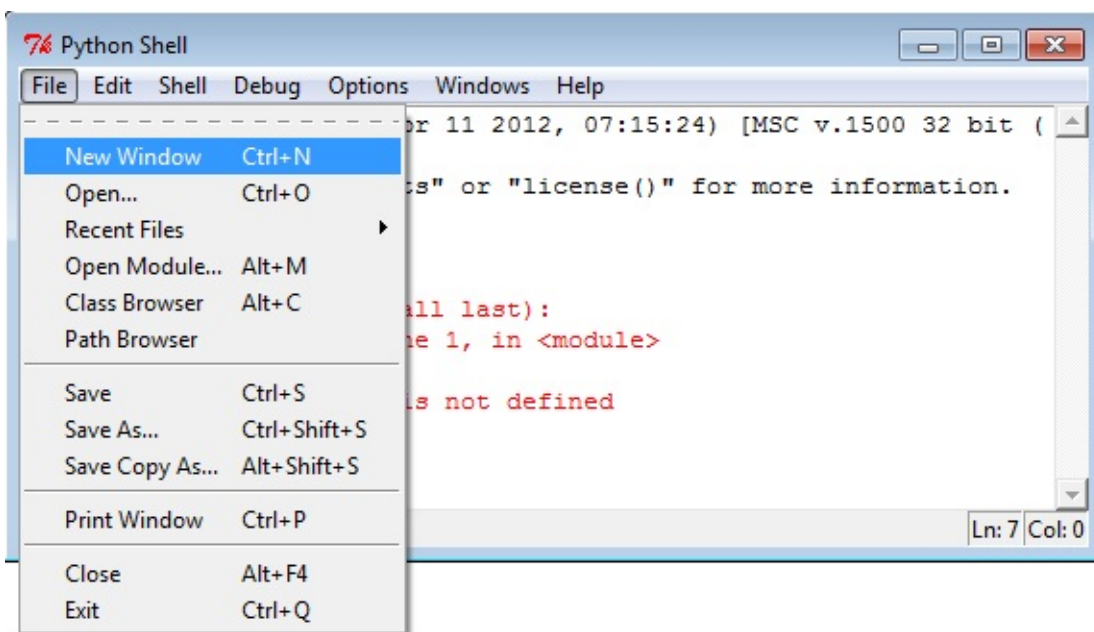 Python Shell
File Edit Shell Debug Options Windows Help
r 11 2012, 07:15:24) [MSC v.1500 32 bit (
New Window Ctrl+N
s" or "license()" for more information.
Open... Ctrl+O
Recent Files
Open Module... Alt+M
Class Browser Alt+C
all last):
Path Browser
e 1, in <module>
Save Ctrl+S
is not defined
Save As... Ctrl+Shift+S
Save Copy As... Alt+Shift+S
Print Window Ctrl+P
Ln: 7 Col: 0
Close Alt+F4
Exit Ctrl+Q